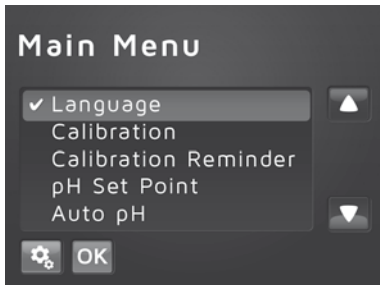 Main Menu
✔ Language
Calibration
Calibration Reminder
pH Set Point
Auto pH
OK